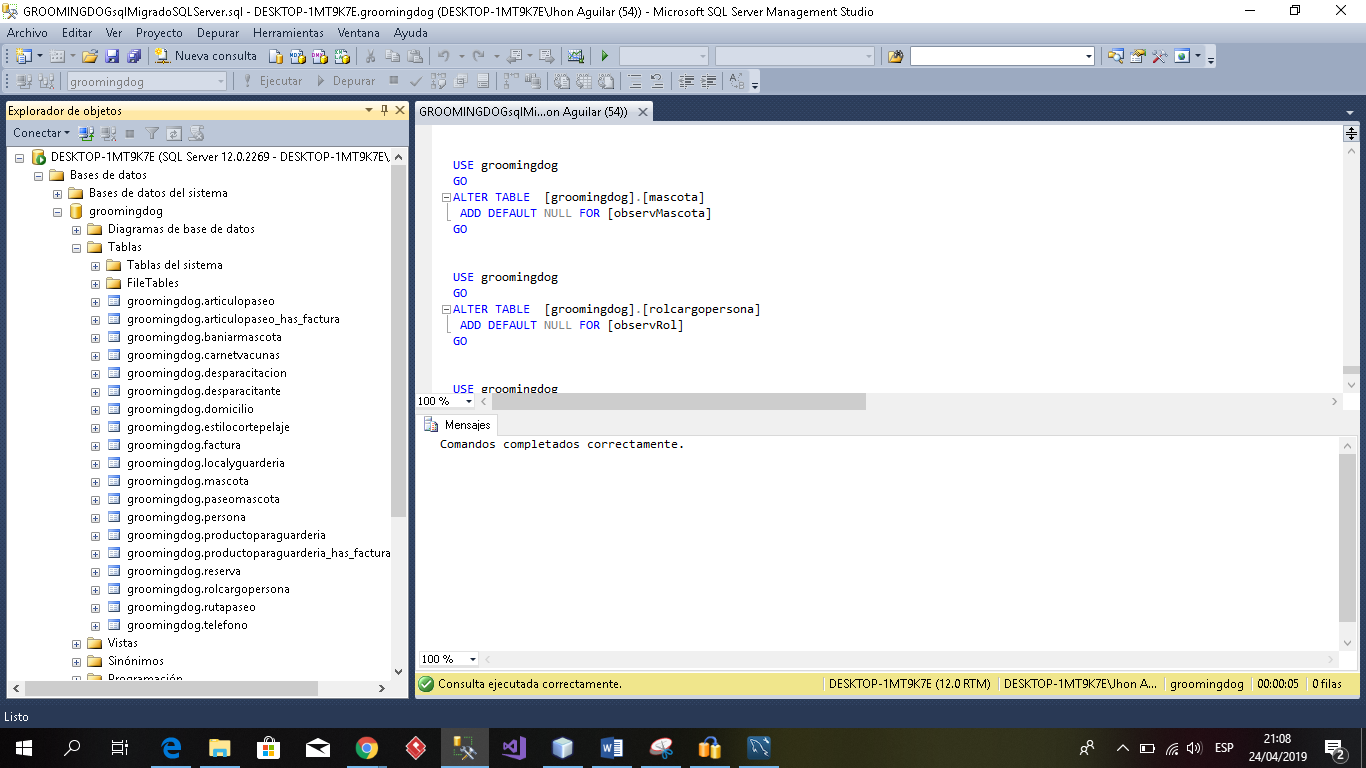 GROOMINGDOGsqlMigradoSQLServer.sql - DESKTOP-1MT9K7E.groomingdog (DESKTOP-1MT9K7E\Jhon Aguilar (54)) - Microsoft SQL Server Management Studio
Archivo Editar Ver Proyecto Depurar Herramientas Ventana Ayuda
Nueva consulta
groomingdog Ejecutar Depurar
Explorador de objetos
Conectar
DESKTOP-1MT9K7E (SQL Server 12.0.2269 - DESKTOP-1MT9K7E\
Bases de datos
Bases de datos del sistema
groomingdog
Diagramas de base de datos
Tablas
Tablas del sistema
FileTables
groomingdog.articulopaseo
groomingdog.articulopaseo_has_factura
groomingdog.baniarmascota
groomingdog.carnetvacunas
groomingdog.desparacitacion
groomingdog.desparacitante
groomingdog.domicilio
groomingdog.estilocortepelaje
groomingdog.factura
groomingdog.localyguarderia
groomingdog.mascota
groomingdog.paseomascota
groomingdog.persona
groomingdog.productoparaguarderia
groomingdog.productoparaguarderia_has_factura
groomingdog.reserva
groomingdog.rolcargopersona
groomingdog.rutapaseo
groomingdog.telefono
Vistas
Sinónimos
Programación
GROOMINGDOGsqlMi...on Aguilar (54))
USE groomingdog
GO
ALTER TABLE [groomingdog].[mascota]
ADD DEFAULT NULL FOR [observMascota]
GO
USE groomingdog
GO
ALTER TABLE [groomingdog].[rolcargopersona]
ADD DEFAULT NULL FOR [observRol]
GO
USE groomingdog
100 %
Mensajes
Comandos completados correctamente.
100 %
Consulta ejecutada correctamente. DESKTOP-1MT9K7E (12.0 RTM) DESKTOP-1MT9K7E\Jhon A... groomingdog 00:00:05 0 filas
Listo
ESP
21:08
24/04/2019
2